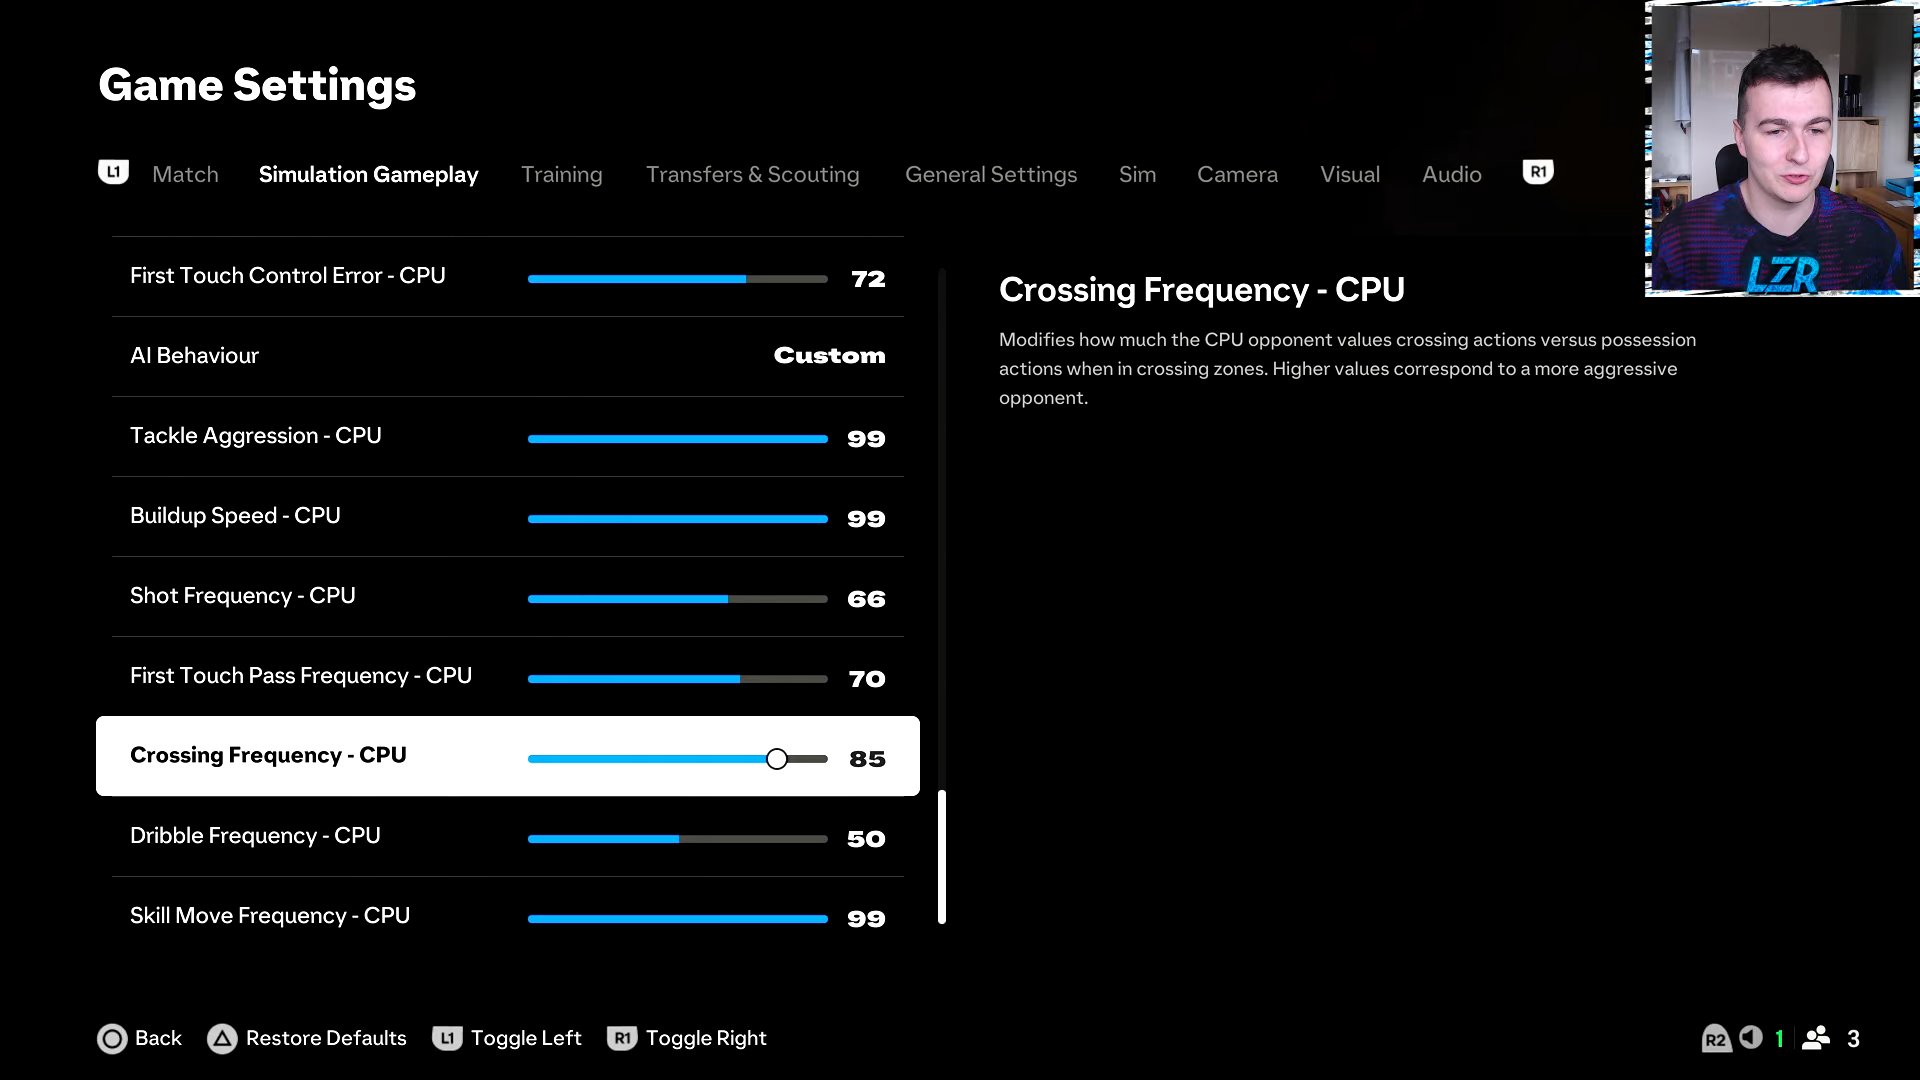 Game Settings
L1 Match Simulation Gameplay Training Transfers & Scouting General Settings Sim Camera Visual Audio R1
First Touch Control Error - CPU 72
AI Behaviour Custom
Tackle Aggression - CPU 99
Buildup Speed - CPU 99
Shot Frequency - CPU 66
First Touch Pass Frequency - CPU 70
Crossing Frequency - CPU 85
Dribble Frequency - CPU 50
Skill Move Frequency - CPU 99
Crossing Frequency - CPU
Modifies how much the CPU opponent values crossing actions versus possession
actions when in crossing zones. Higher values correspond to a more aggressive
opponent.
LZR
Back Restore Defaults L1 Toggle Left R1 Toggle Right
R2 1 3